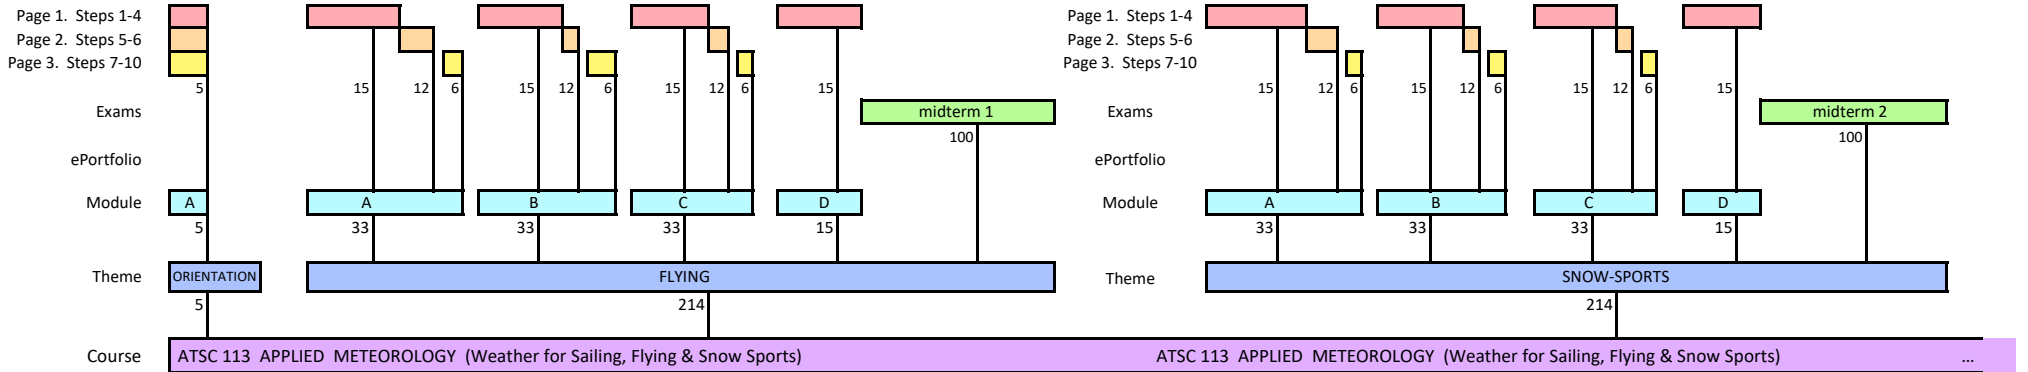 Page 1.  Steps 1-4 Page 1.  Steps 1-4
Page 2.  Steps 5-6 Page 2.  Steps 5-6
Page 3.  Steps 7-10 Page 3.  Steps 7-10
5 15 12 6 15 12 6 15 12 6 15 15 12 6 15 12 6 15 12 6 15
Exams midterm 1 Exams midterm 2
100 100
ePortfolio ePortfolio
Module A A B C D Module A B C D
5 33 33 33 15 33 33 33 15
Theme ORIENTATION FLYING Theme SNOW-SPORTS
5 214 214
Course ATSC 113  APPLIED  METEOROLOGY  (Weather for Sailing, Flying & Snow Sports) ATSC 113  APPLIED  METEOROLOGY  (Weather for Sailing, Flying & Snow Sports) ...